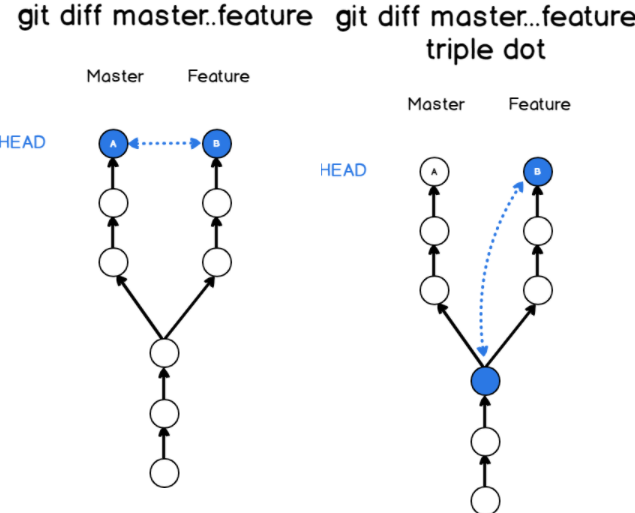 git diff master..feature
Master Feature
HEAD
A B
git diff master...feature
triple dot
Master Feature
HEAD
A B